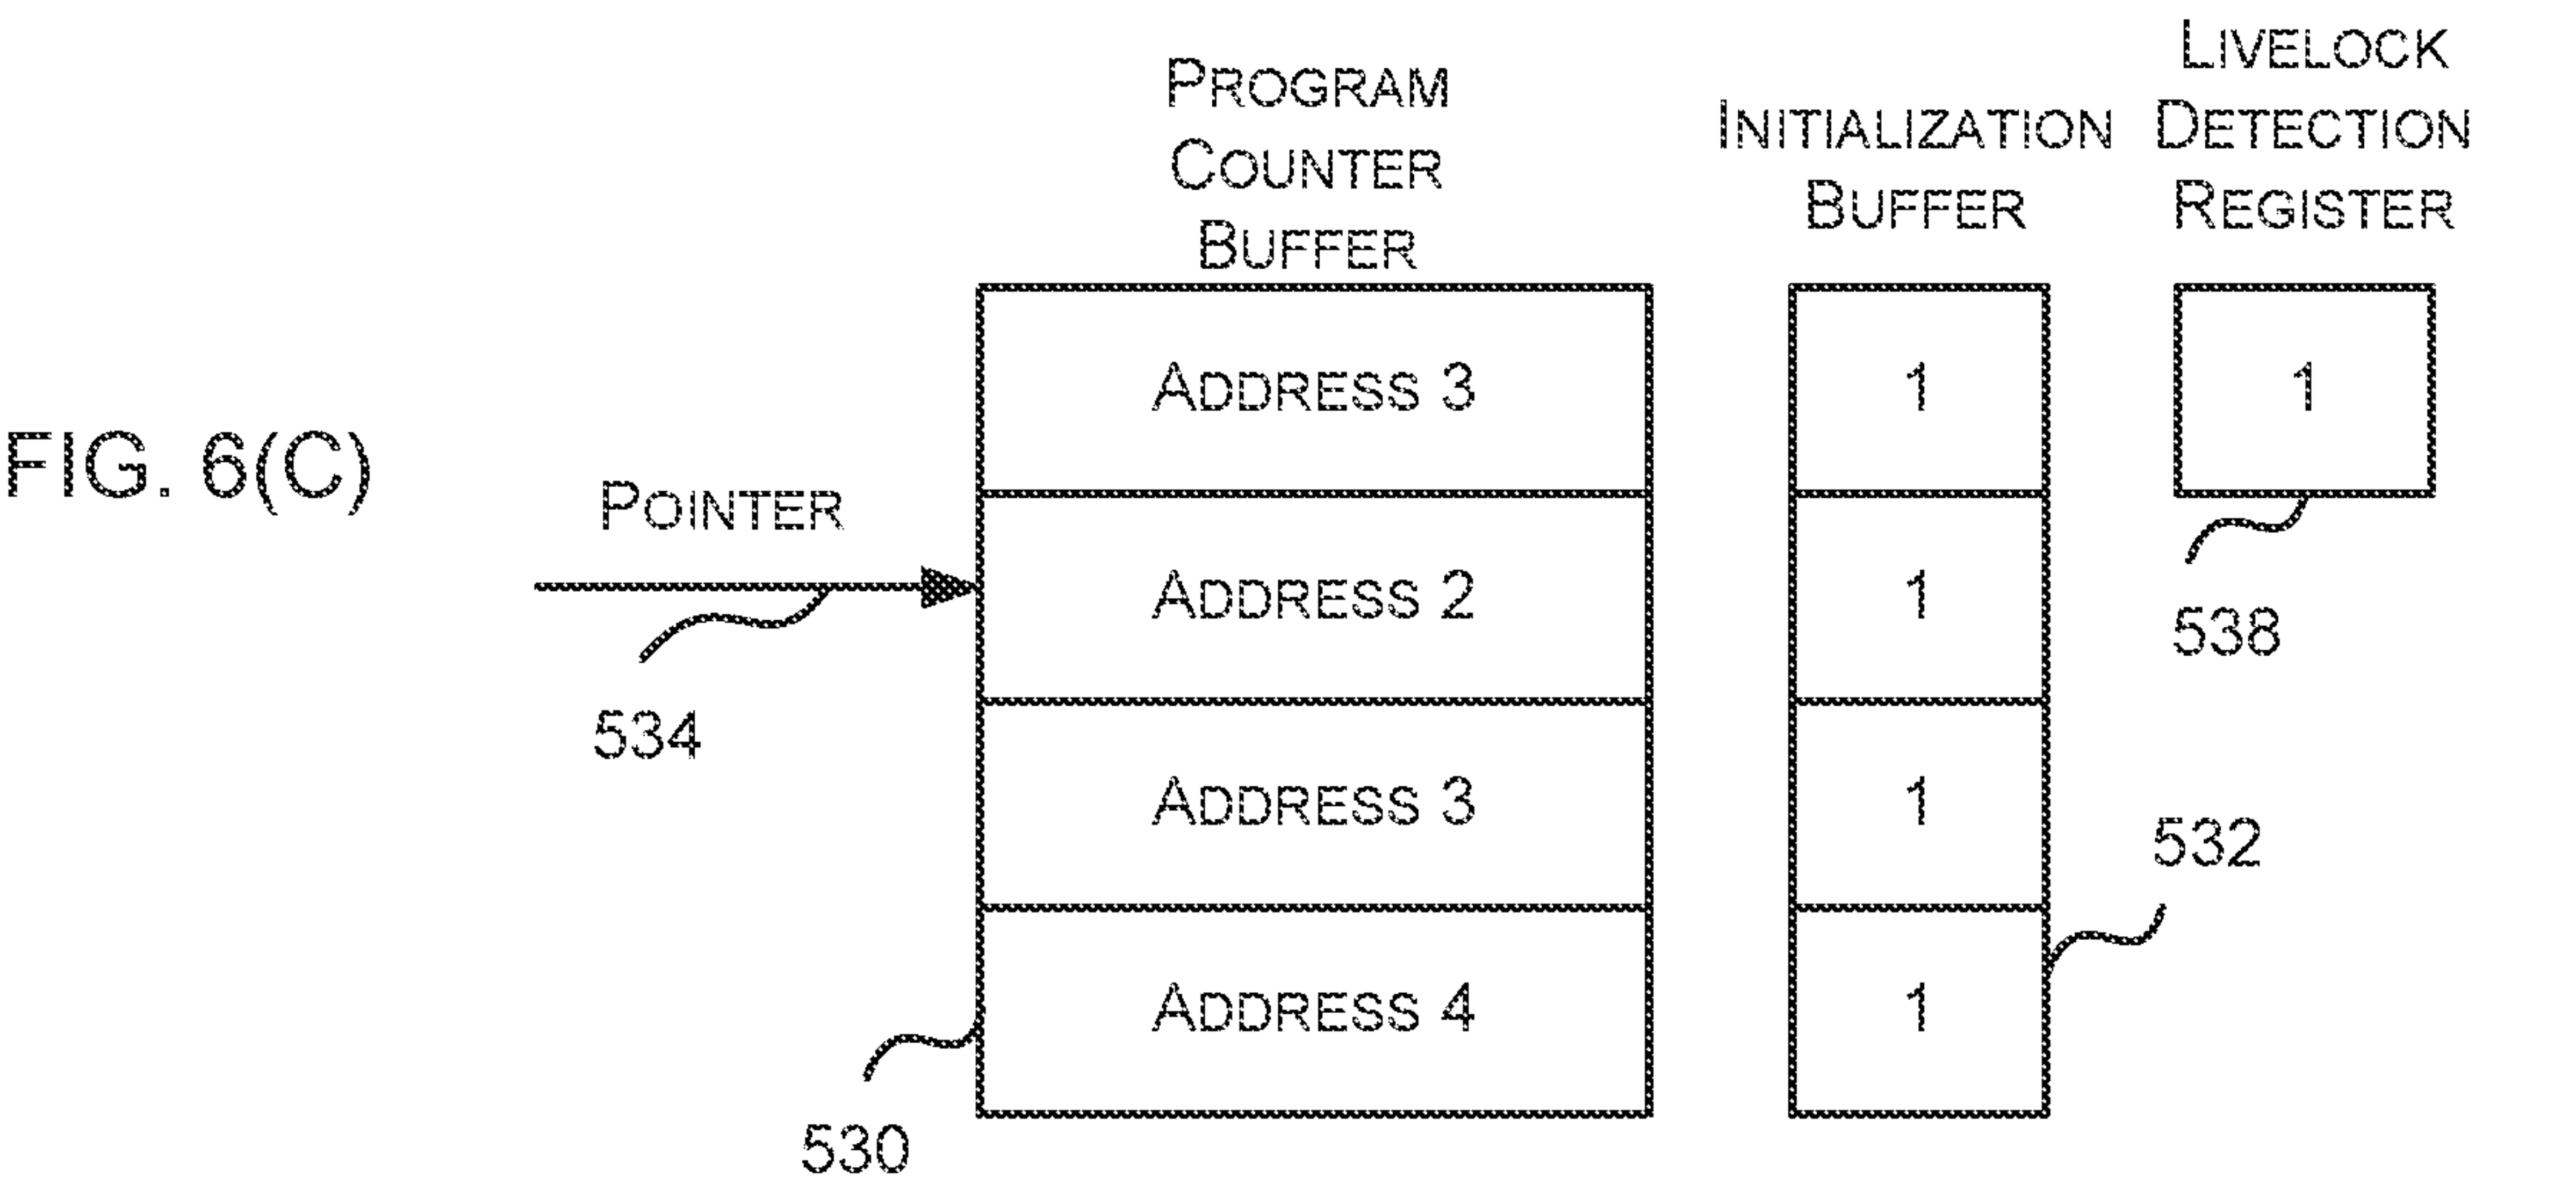 PROGRAM
COUNTER
BUFFER
INITIALIZATION
BUFFER
LIVELOCK
DETECTION
REGISTER
FIG. 6(C)
POINTER
534
ADDRESS 3
1
1
ADDRESS 2
1
538
ADDRESS 3
1
532
ADDRESS 4
1
530